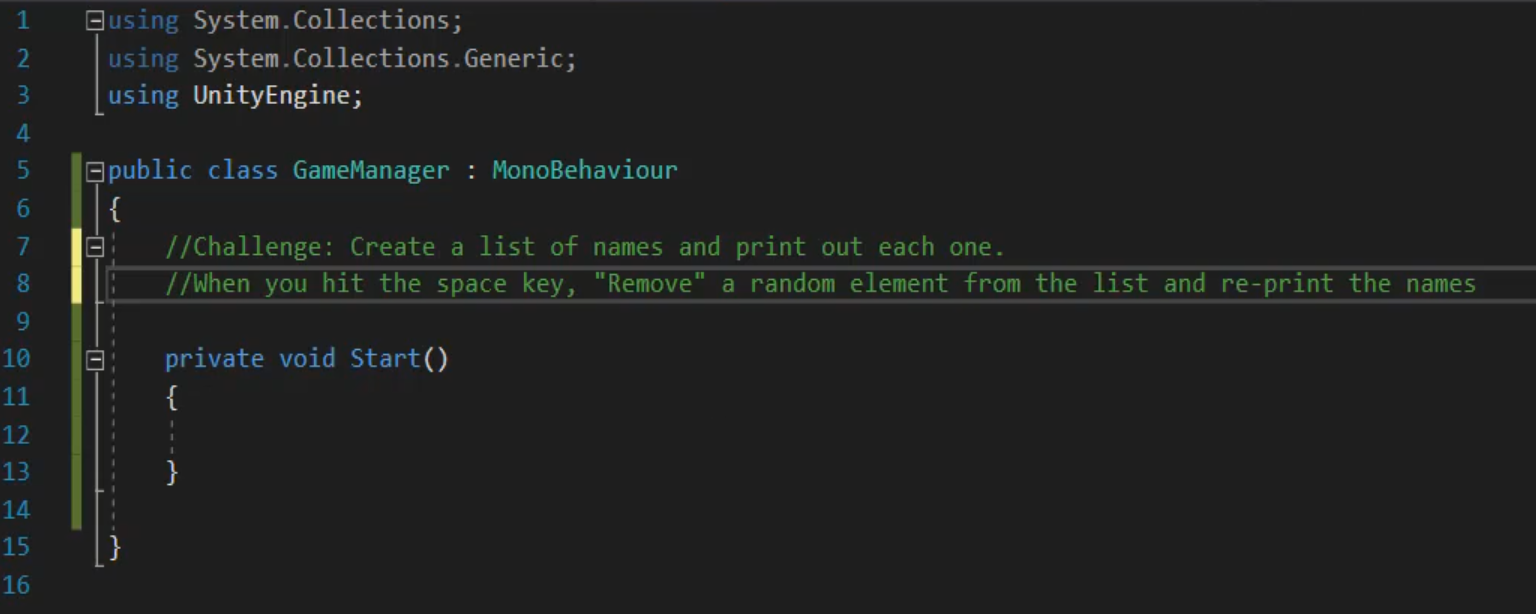 1 using System.Collections;
2 using System.Collections.Generic;
3 using UnityEngine;
4
5 public class GameManager : MonoBehaviour
6 {
7 //Challenge: Create a list of names and print out each one.
8 //When you hit the space key, "Remove" a random element from the list and re-print the names
9
10 private void Start()
11 {
12
13 }
14
15 }
16